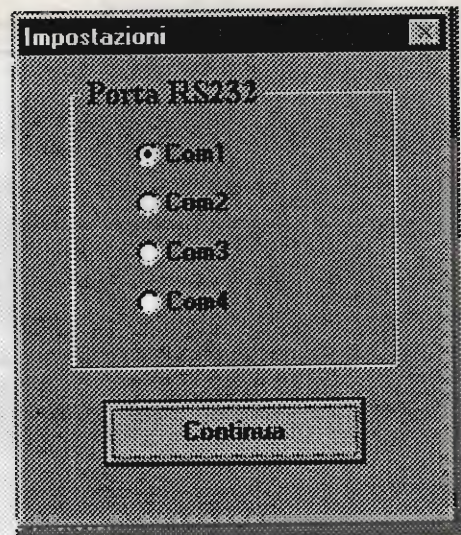 Impostazioni
Porta RS232
Com1
Com2
Com3
Com4
Continua